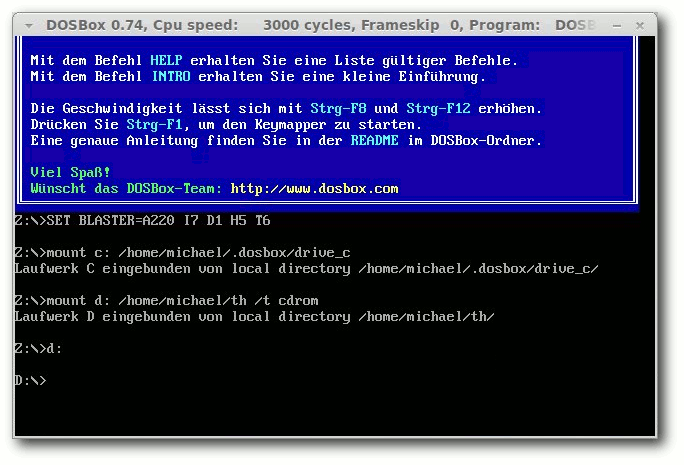 DOSBox 0.74, Cpu speed: 3000 cycles, Frameskip 0, Program: DOSB
Mit dem Befehl HELP erhalten Sie eine Liste gültiger Befehle.
Mit dem Befehl INTRO erhalten Sie eine kleine Einführung.
Die Geschwindigkeit lässt sich mit Strg-F8 und Strg-F12 erhöhen.
Drücken Sie Strg-F1, um den Keymapper zu starten.
Eine genaue Anleitung finden Sie in der README im DOSBox-Ordner.
Viel Spaß!
Wünscht das DOSBox-Team: http://www.dosbox.com
Z:\>SET BLASTER=A220 I7 D1 H5 T6
Z:\>mount c: /home/michael/.dosbox/drive_c
Laufwerk C eingebunden von local directory /home/michael/.dosbox/drive_c/
Z:\>mount d: /home/michael/th /t cdrom
Laufwerk D eingebunden von local directory /home/michael/th/
Z:\>d:
D:\>